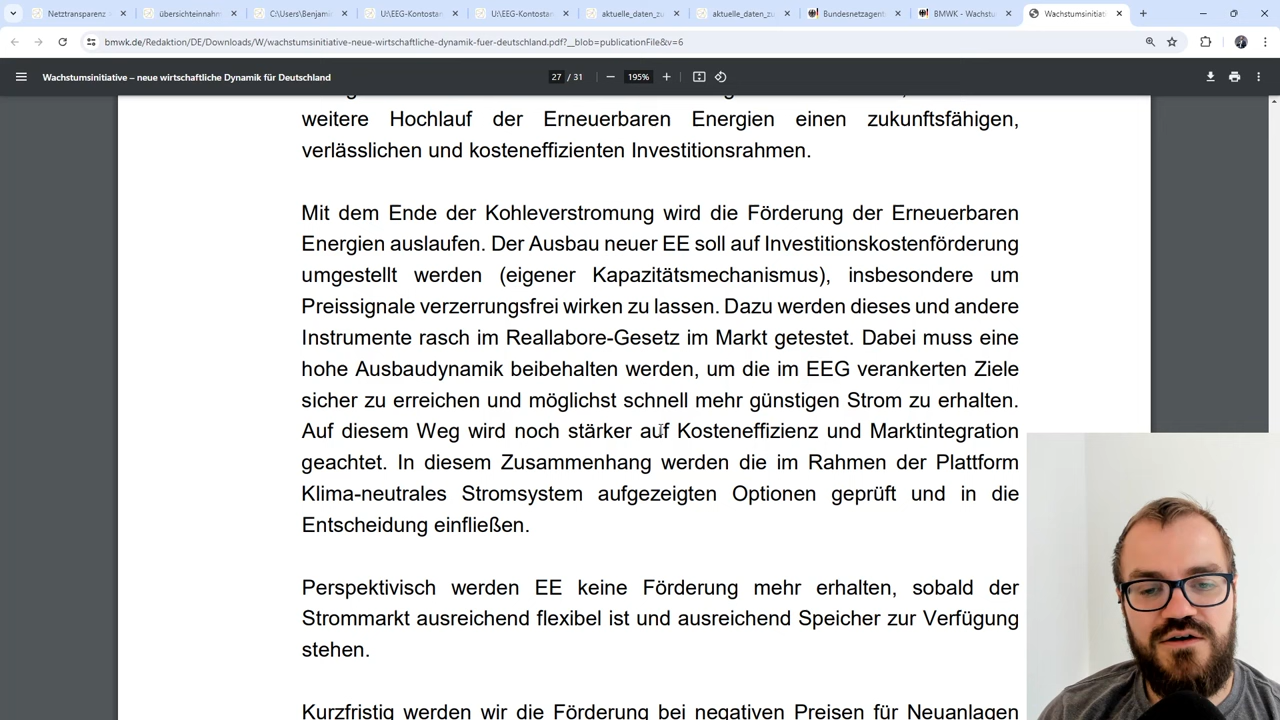 Netztransparenz
übersichteinnahm
C:\Users\Benjamin
U:\EEG-Kontostan
U:\EEG-Kontostan
aktuelle_daten_zu
aktuelle_daten_zu
Bundesnetzagent
BMWK - Wachstu
Wachstumsinitiati
bmwk.de/Redaktion/DE/Downloads/W/wachstumsinitiative-neue-wirtschaftliche-dynamik-fuer-deutschland.pdf?__blob=publicationFile&v=6
Wachstumsinitiative – neue wirtschaftliche Dynamik für Deutschland
27 / 31
195%
weitere Hochlauf der Erneuerbaren Energien einen zukunftsfähigen,
verlässlichen und kosteneffizienten Investitionsrahmen.
Mit dem Ende der Kohleverstromung wird die Förderung der Erneuerbaren
Energien auslaufen. Der Ausbau neuer EE soll auf Investitionskostenförderung
umgestellt werden (eigener Kapazitätsmechanismus), insbesondere um
Preissignale verzerrungsfrei wirken zu lassen. Dazu werden dieses und andere
Instrumente rasch im Reallabore-Gesetz im Markt getestet. Dabei muss eine
hohe Ausbaudynamik beibehalten werden, um die im EEG verankerten Ziele
sicher zu erreichen und möglichst schnell mehr günstigen Strom zu erhalten.
Auf diesem Weg wird noch stärker auf Kosteneffizienz und Marktintegration
geachtet. In diesem Zusammenhang werden die im Rahmen der Plattform
Klima-neutrales Stromsystem aufgezeigten Optionen geprüft und in die
Entscheidung einfließen.
Perspektivisch werden EE keine Förderung mehr erhalten, sobald der
Strommarkt ausreichend flexibel ist und ausreichend Speicher zur Verfügung
stehen.
Kurzfristig werden wir die Förderung bei negativen Preisen für Neuanlagen